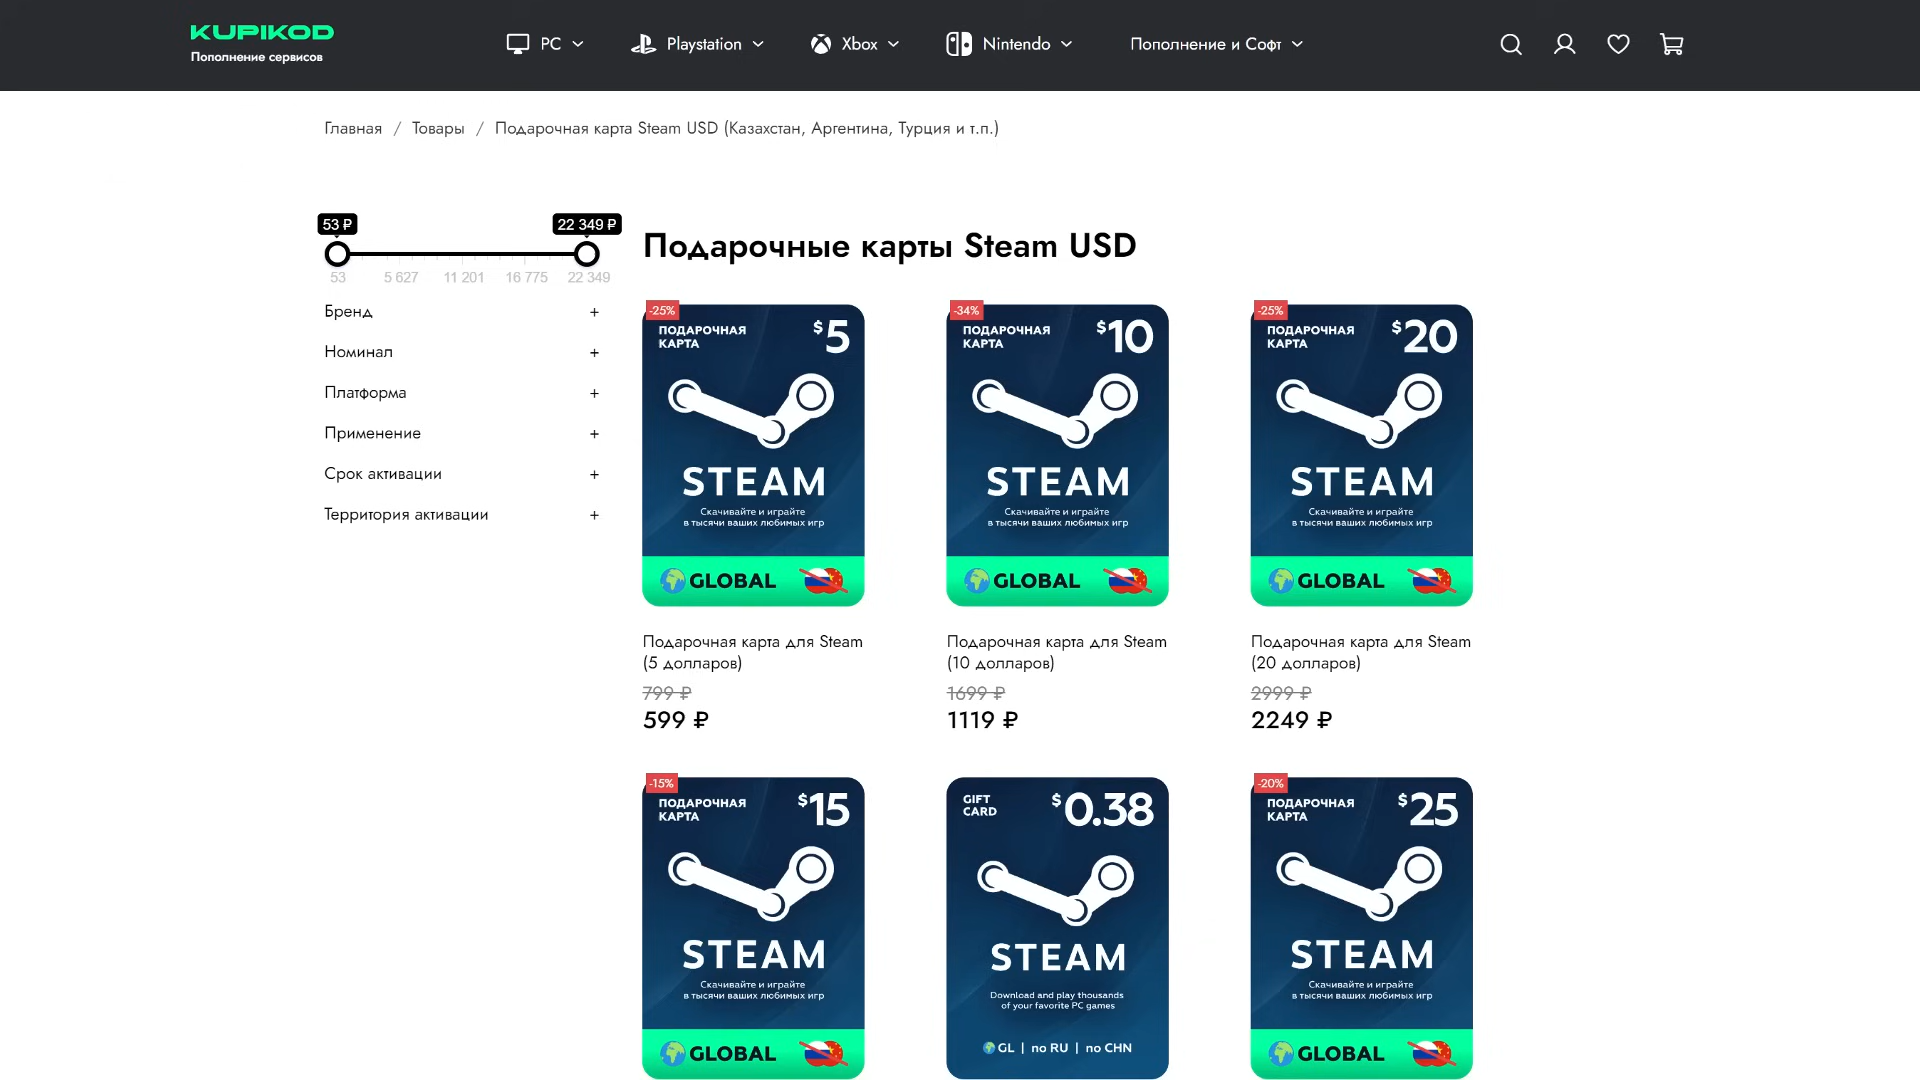 KUPIKOD
Пополнение сервисов
PC
Playstation
Xbox
Nintendo
Пополнение и Софт
Главная / Товары / Подарочная карта Steam USD (Казахстан, Аргентина, Турция и т.п.)
53 ₽
22 349 ₽
53 5 627 11 201 16 775 22 349
Бренд +
Номинал +
Платформа +
Применение +
Срок активации +
Территория активации +
Подарочные карты Steam USD
-25%
ПОДАРОЧНАЯ
КАРТА
$5
STEAM
Скачивайте и играйте
в тысячи ваших любимых игр
GLOBAL
Подарочная карта для Steam
(5 долларов)
799 ₽
599 ₽
-34%
ПОДАРОЧНАЯ
КАРТА
$10
STEAM
Скачивайте и играйте
в тысячи ваших любимых игр
GLOBAL
Подарочная карта для Steam
(10 долларов)
1699 ₽
1119 ₽
-25%
ПОДАРОЧНАЯ
КАРТА
$20
STEAM
Скачивайте и играйте
в тысячи ваших любимых игр
GLOBAL
Подарочная карта для Steam
(20 долларов)
2999 ₽
2249 ₽
-15%
ПОДАРОЧНАЯ
КАРТА
$15
STEAM
Скачивайте и играйте
в тысячи ваших любимых игр
GLOBAL
GIFT
CARD
$0.38
STEAM
Download and play thousands
of your favorite PC games
GL | no RU | no CHN
-20%
ПОДАРОЧНАЯ
КАРТА
$25
STEAM
Скачивайте и играйте
в тысячи ваших любимых игр
GLOBAL